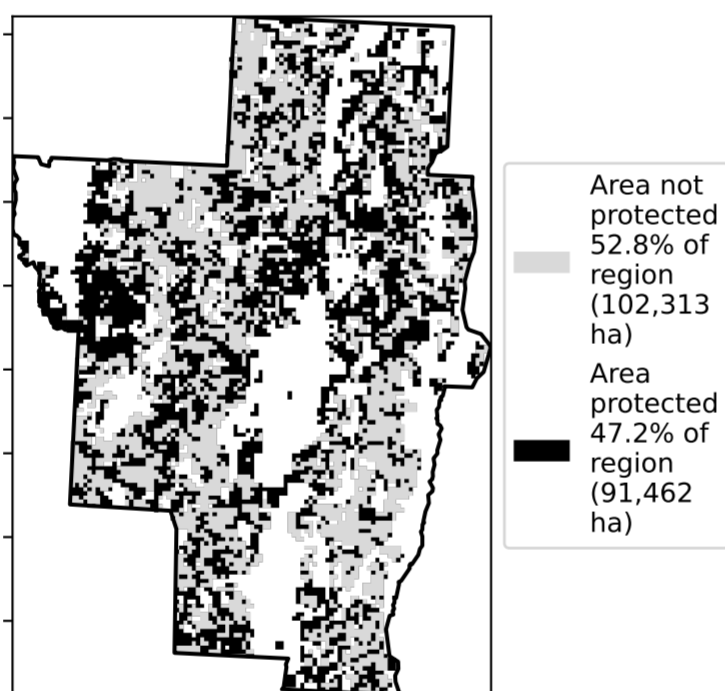 Area not
protected
52.8% of
region
(102,313
ha)
Area
protected
47.2% of
region
(91,462
ha)